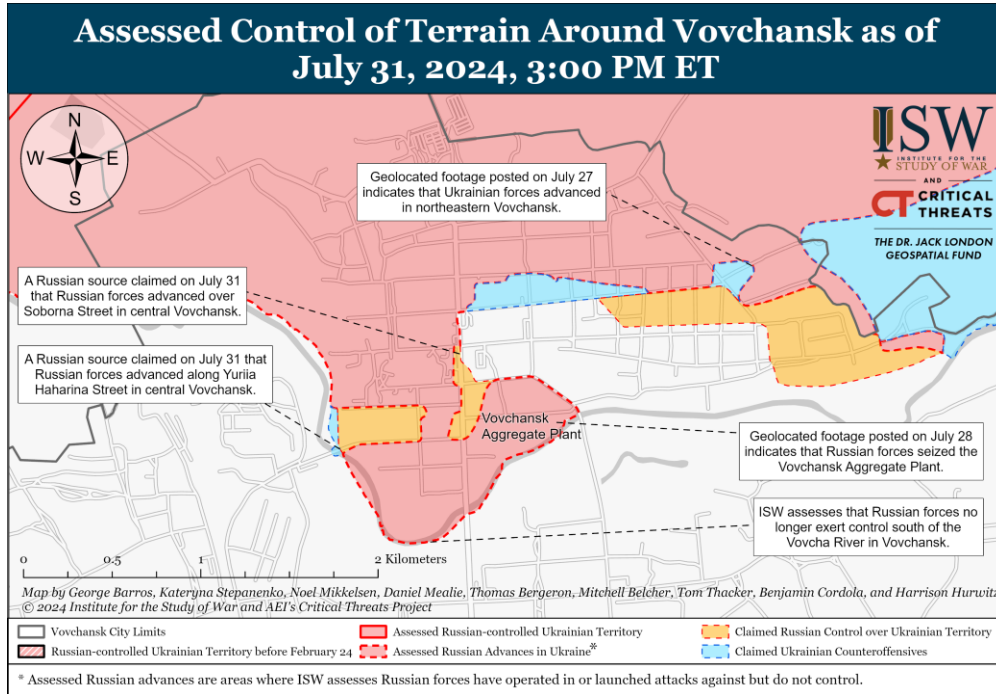 Assessed Control of Terrain Around Vovchansk as of
July 31, 2024, 3:00 PM ET
N
W E
S
ISW
INSTITUTE FOR THE
STUDY OF WAR
AND
CT CRITICAL
THREATS
THE DR. JACK LONDON
GEOSPATIAL FUND
Geolocated footage posted on July 27
indicates that Ukrainian forces advanced
in northeastern Vovchansk.
A Russian source claimed on July 31
that Russian forces advanced over
Soborna Street in central Vovchansk.
A Russian source claimed on July 31 that
Russian forces advanced along Yuriia
Haharina Street in central Vovchansk.
Vovchansk
Aggregate Plant
Geolocated footage posted on July 28
indicates that Russian forces seized the
Vovchansk Aggregate Plant.
ISW assesses that Russian forces no
longer exert control south of the
Vovcha River in Vovchansk.
0 0.5 1 2 Kilometers
Map by George Barros, Kateryna Stepanenko, Noel Mikkelsen, Daniel Mealie, Thomas Bergeron, Mitchell Belcher, Tom Thacker, Benjamin Cordola, and Harrison Hurwitz
© 2024 Institute for the Study of War and AEI's Critical Threats Project
Vovchansk City Limits
Assessed Russian-controlled Ukrainian Territory
Claimed Russian Control over Ukrainian Territory
Russian-controlled Ukrainian Territory before February 24
Assessed Russian Advances in Ukraine*
Claimed Ukrainian Counteroffensives
* Assessed Russian advances are areas where ISW assesses Russian forces have operated in or launched attacks against but do not control.